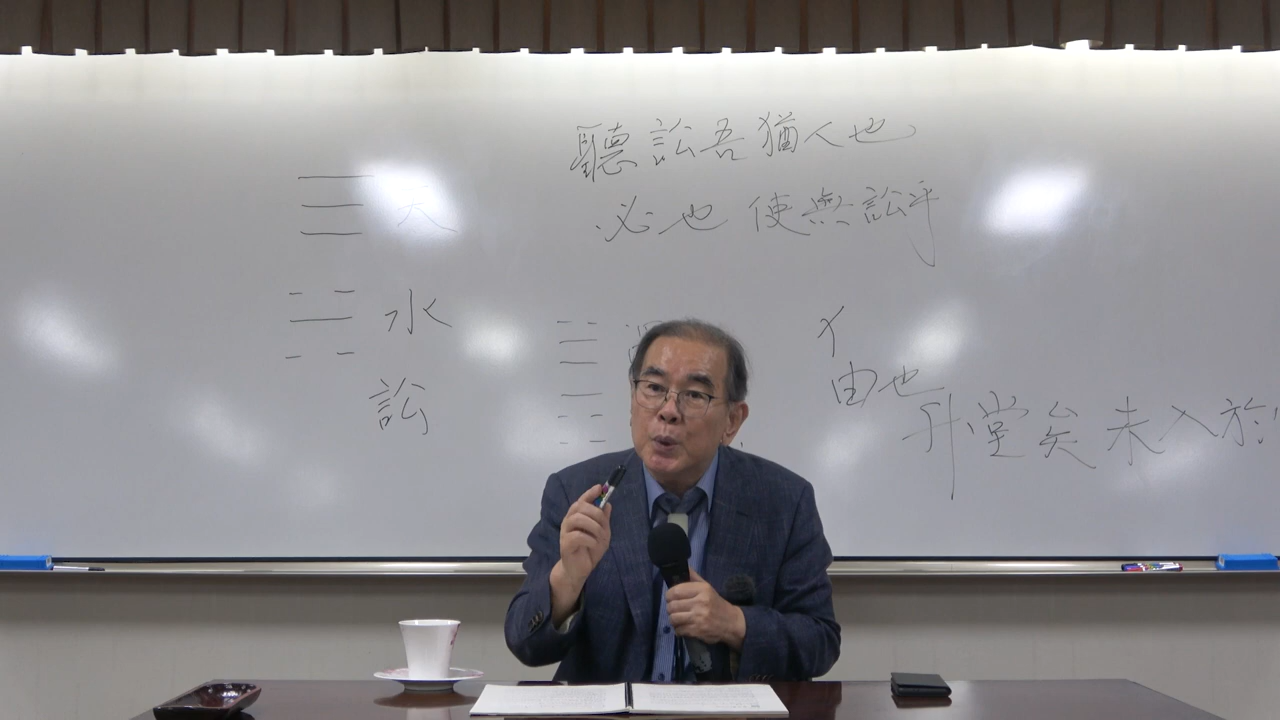 聽訟吾猶人也
必也使無訟乎
天
水
訟
由也
升堂矣未入於